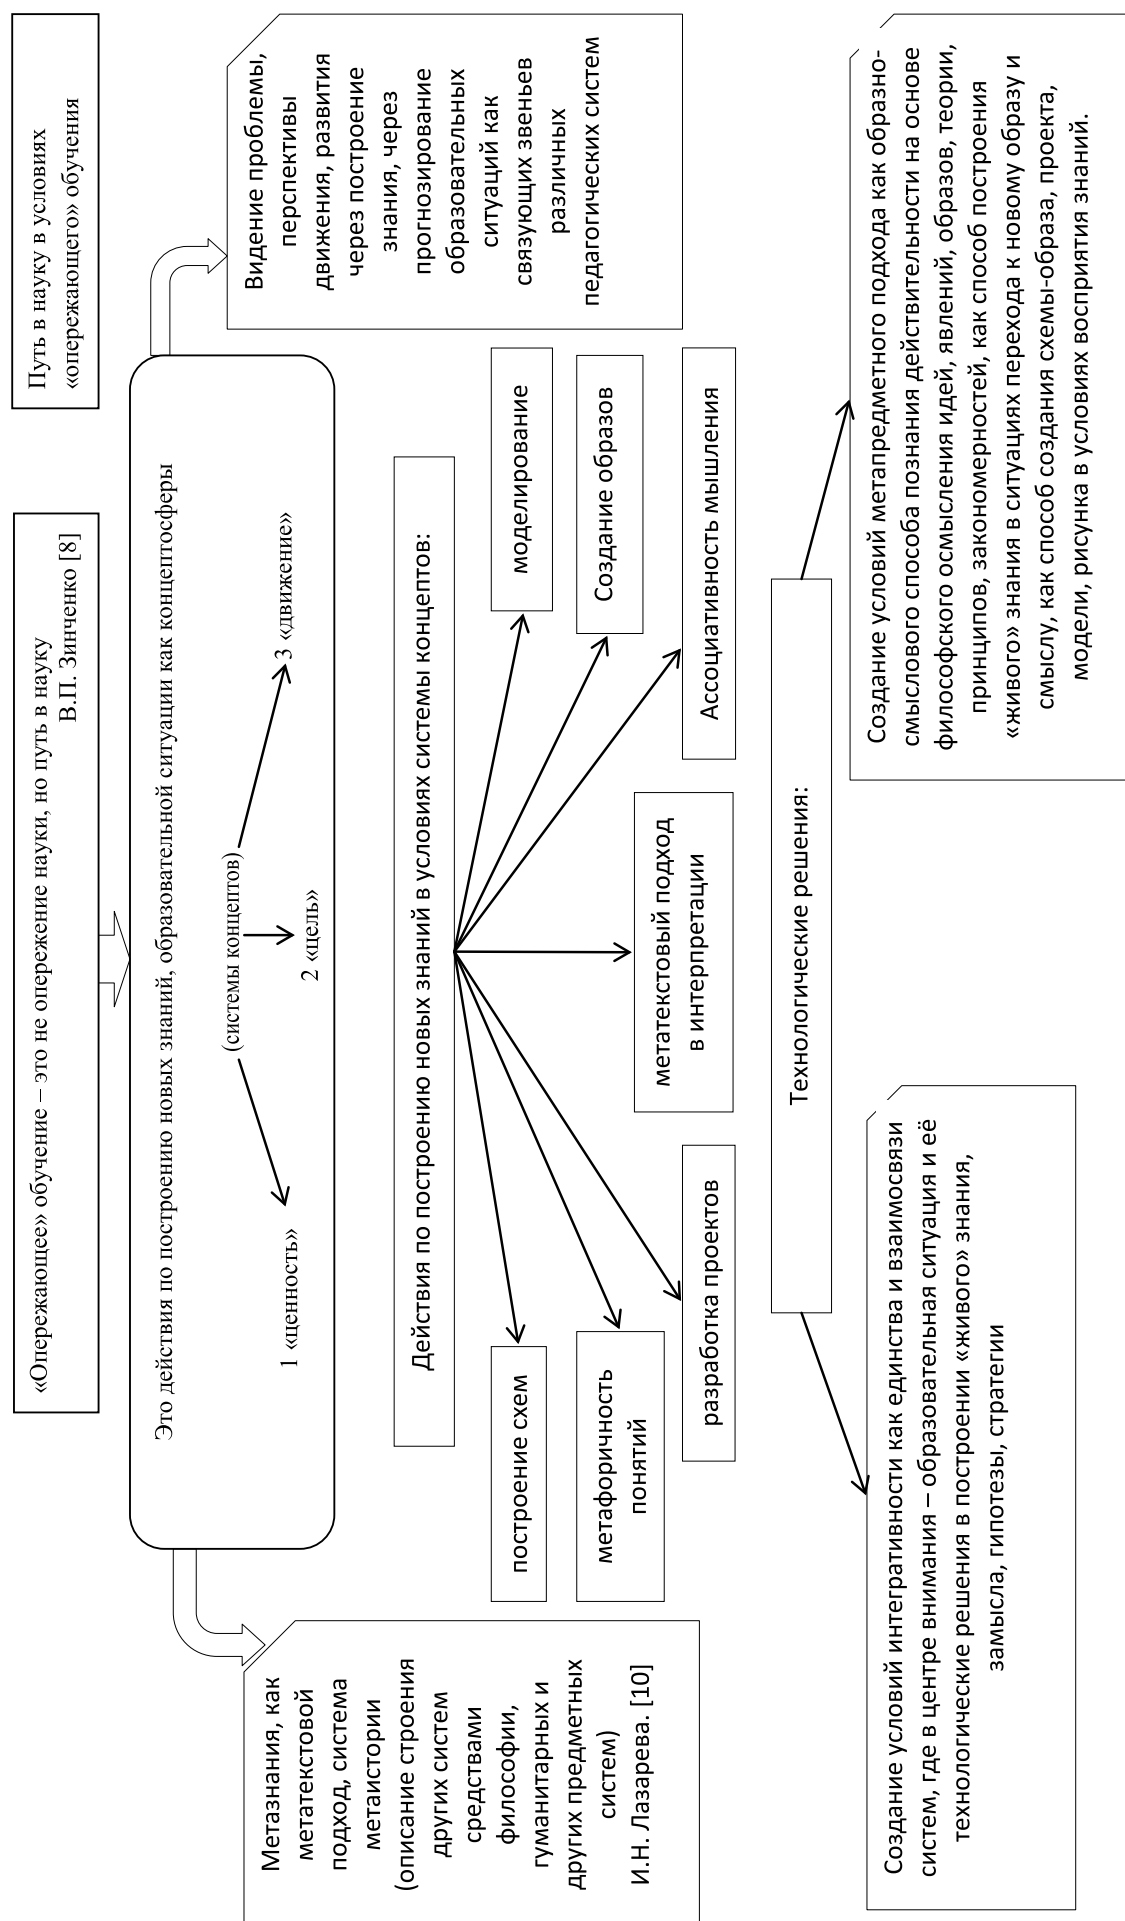 Путь в науку в условиях
«опережающего» обучения
«Опережающее» обучение – это не опережение науки, но путь в науку
В.П. Зинченко [8]
Это действия по построению новых знаний, образовательной ситуации как концептосферы
(системы концептов)
1 «ценность»
2 «цель»
3 «движение»
Метазнания, как
метатекстовой
подход, система
метаистории
(описание строения
других систем
средствами
философии,
гуманитарных и
других предметных
систем)
И.Н. Лазарева. [10]
Видение проблемы,
перспективы
движения, развития
через построение
знания, через
прогнозирование
образовательных
ситуаций как
связующих звеньев
различных
педагогических систем
Действия по построению новых знаний в условиях системы концептов:
построение схем
метафоричность
понятий
разработка проектов
метатекстовый подход
в интерпретации
Ассоциативность мышления
Создание образов
моделирование
Технологические решения:
Создание условий интегративности как единства и взаимосвязи
систем, где в центре внимания – образовательная ситуация и её
технологические решения в построении «живого» знания,
замысла, гипотезы, стратегии
Создание условий метапредметного подхода как образно-
смыслового способа познания действительности на основе
философского осмысления идей, явлений, образов, теории,
принципов, закономерностей, как способ построения
«живого» знания в ситуациях перехода к новому образу и
смыслу, как способ создания схемы-образа, проекта,
модели, рисунка в условиях восприятия знаний.